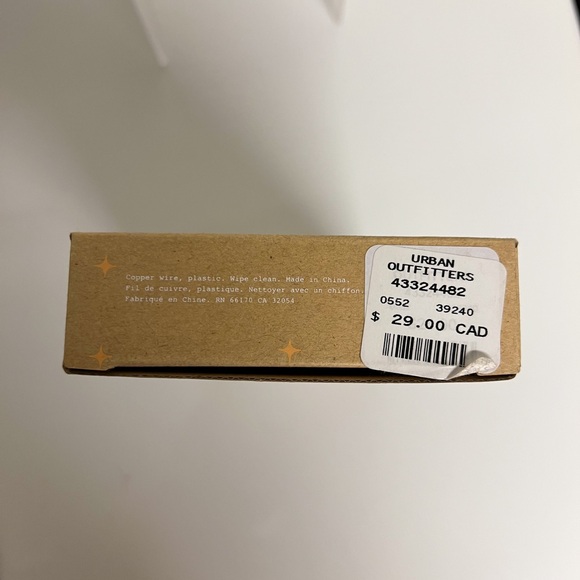 Copper wire, plastic. Wipe clean. Made in China.
Fil de cuivre, plastique. Nettoyer avec un chiffon.
Fabriqué en Chine. RN 66170 CA 32054
URBAN
OUTFITTERS
43324482
0552 39240
$ 29.00 CAD